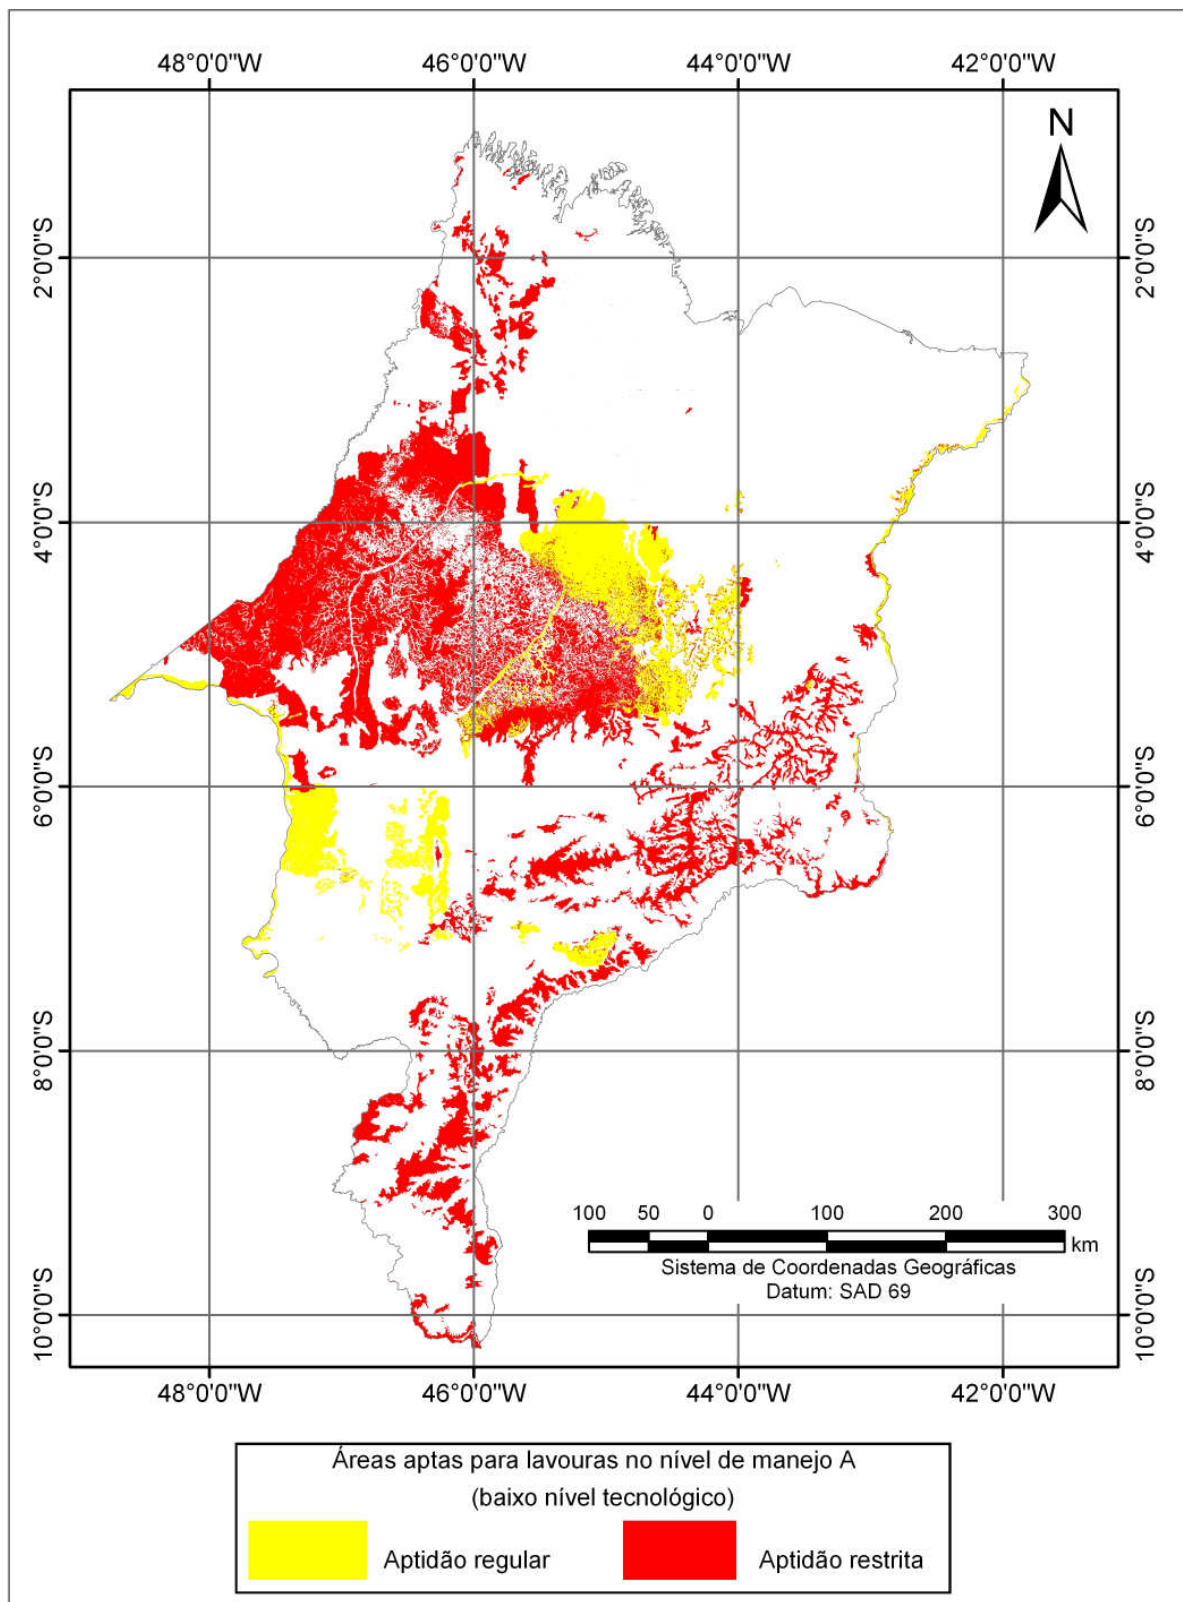 48°0'0"W 46°0'0"W 44°0'0"W 42°0'0"W
N
2°0'0"S 2°0'0"S
4°0'0"S 4°0'0"S
6°0'0"S 6°0'0"S
8°0'0"S 8°0'0"S
100 50 0 100 200 300
km
Sistema de Coordenadas Geográficas
Datum: SAD 69
10°0'0"S 10°0'0"S
48°0'0"W 46°0'0"W 44°0'0"W 42°0'0"W
Áreas aptas para lavouras no nível de manejo A
(baixo nível tecnológico)
Aptidão regular Aptidão restrita